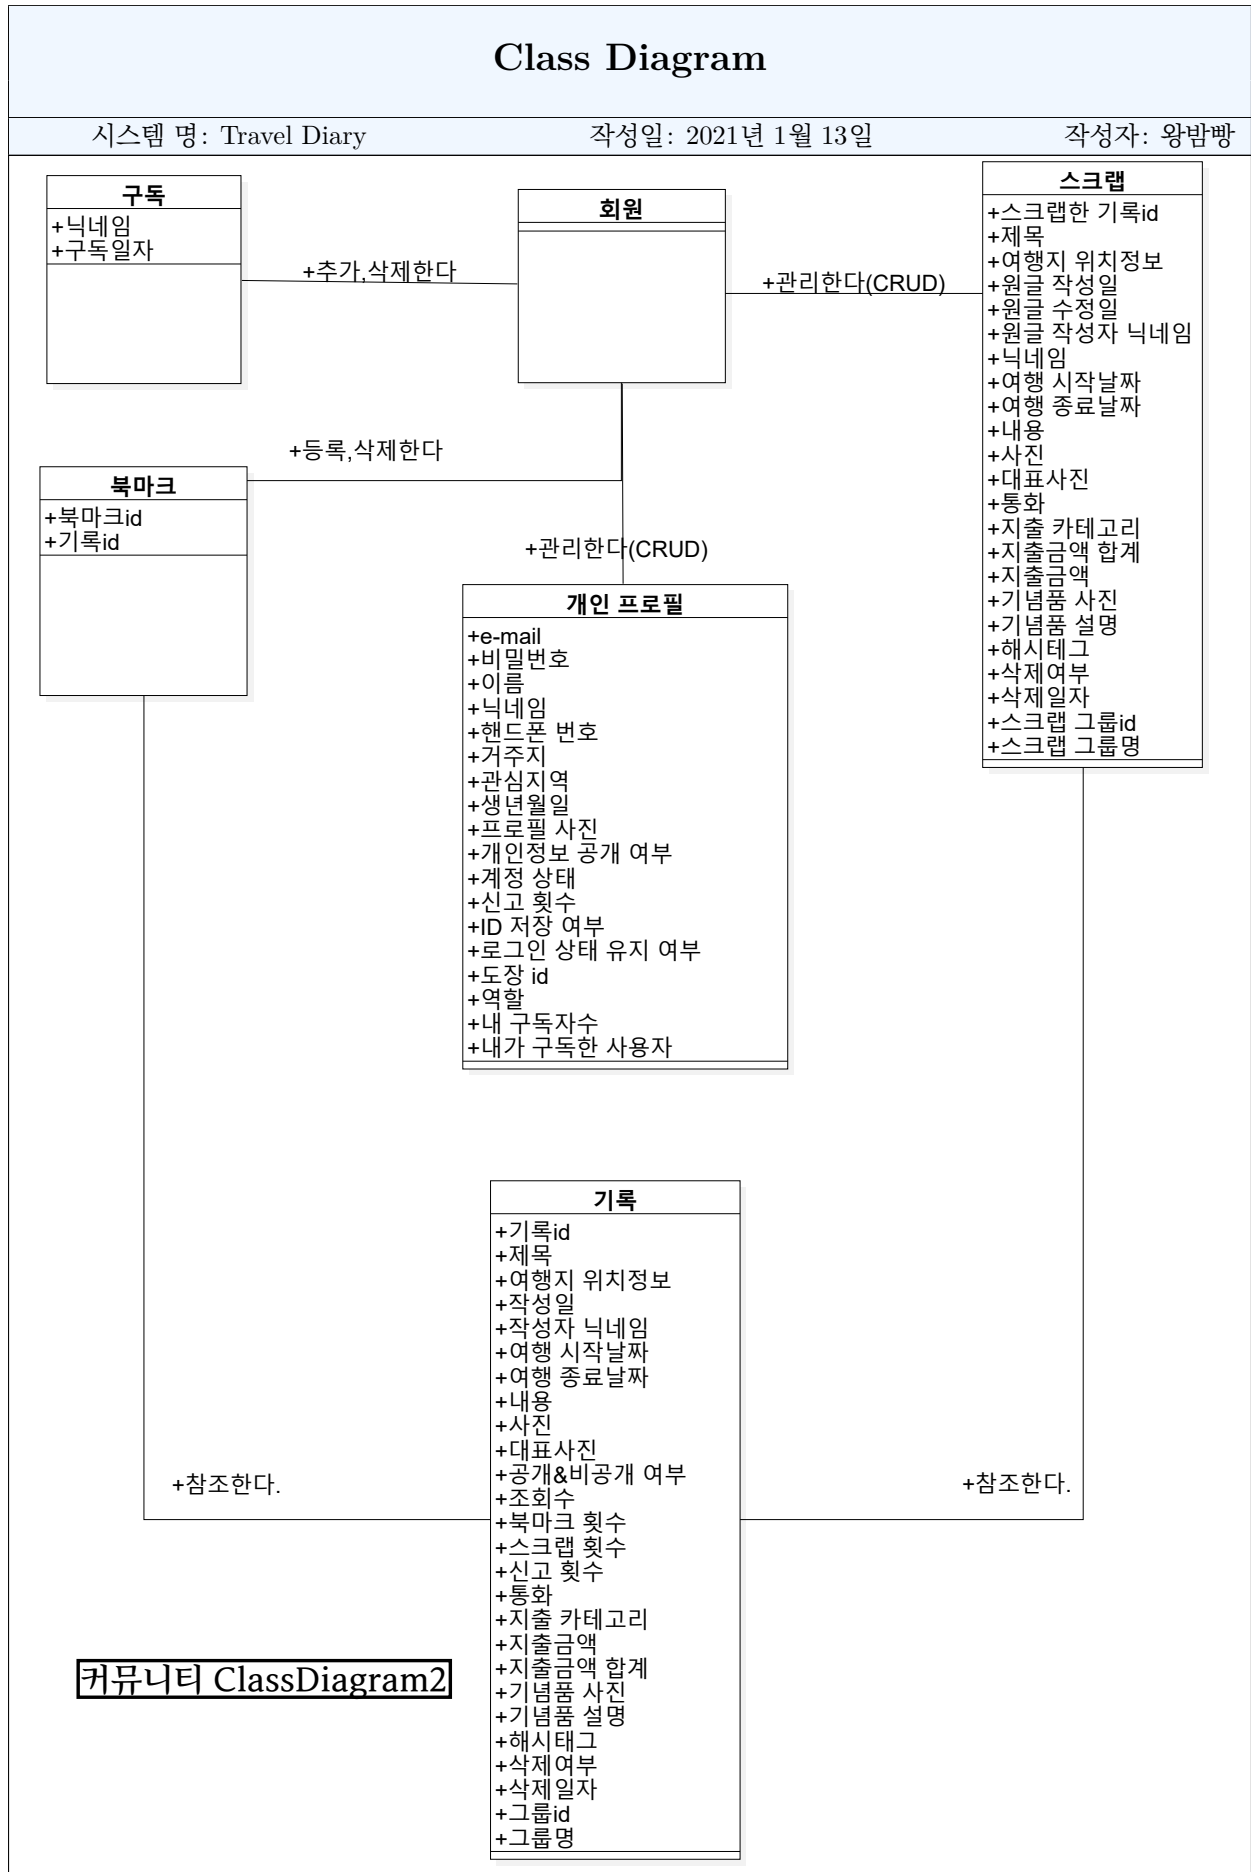 Class Diagram
시스템 명: Travel Diary 작성일: 2021년 1월 13일 작성자: 왕밤빵
구독
+닉네임
+구독일자
+추가,삭제한다
회원
+관리한다(CRUD)
스크랩
+스크랩한 기록id
+제목
+여행지 위치정보
+원글 작성일
+원글 수정일
+원글 작성자 닉네임
+닉네임
+여행 시작날짜
+여행 종료날짜
+내용
+사진
+대표사진
+통화
+지출 카테고리
+지출금액 합계
+지출금액
+기념품 사진
+기념품 설명
+해시테그
+삭제여부
+삭제일자
+스크랩 그룹id
+스크랩 그룹명
+등록,삭제한다
북마크
+북마크id
+기록id
+관리한다(CRUD)
개인 프로필
+e-mail
+비밀번호
+이름
+닉네임
+핸드폰 번호
+거주지
+관심지역
+생년월일
+프로필 사진
+개인정보 공개 여부
+계정 상태
+신고 횟수
+ID 저장 여부
+로그인 상태 유지 여부
+도장 id
+역할
+내 구독자수
+내가 구독한 사용자
기록
+기록id
+제목
+여행지 위치정보
+작성일
+작성자 닉네임
+여행 시작날짜
+여행 종료날짜
+내용
+사진
+대표사진
+공개&비공개 여부
+조회수
+북마크 횟수
+스크랩 횟수
+신고 횟수
+통화
+지출 카테고리
+지출금액
+지출금액 합계
+기념품 사진
+기념품 설명
+해시태그
+삭제여부
+삭제일자
+그룹id
+그룹명
+참조한다.
+참조한다.
커뮤니티 ClassDiagram2